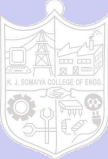 K. J. SOMAIYA COLLEGE OF ENGG.